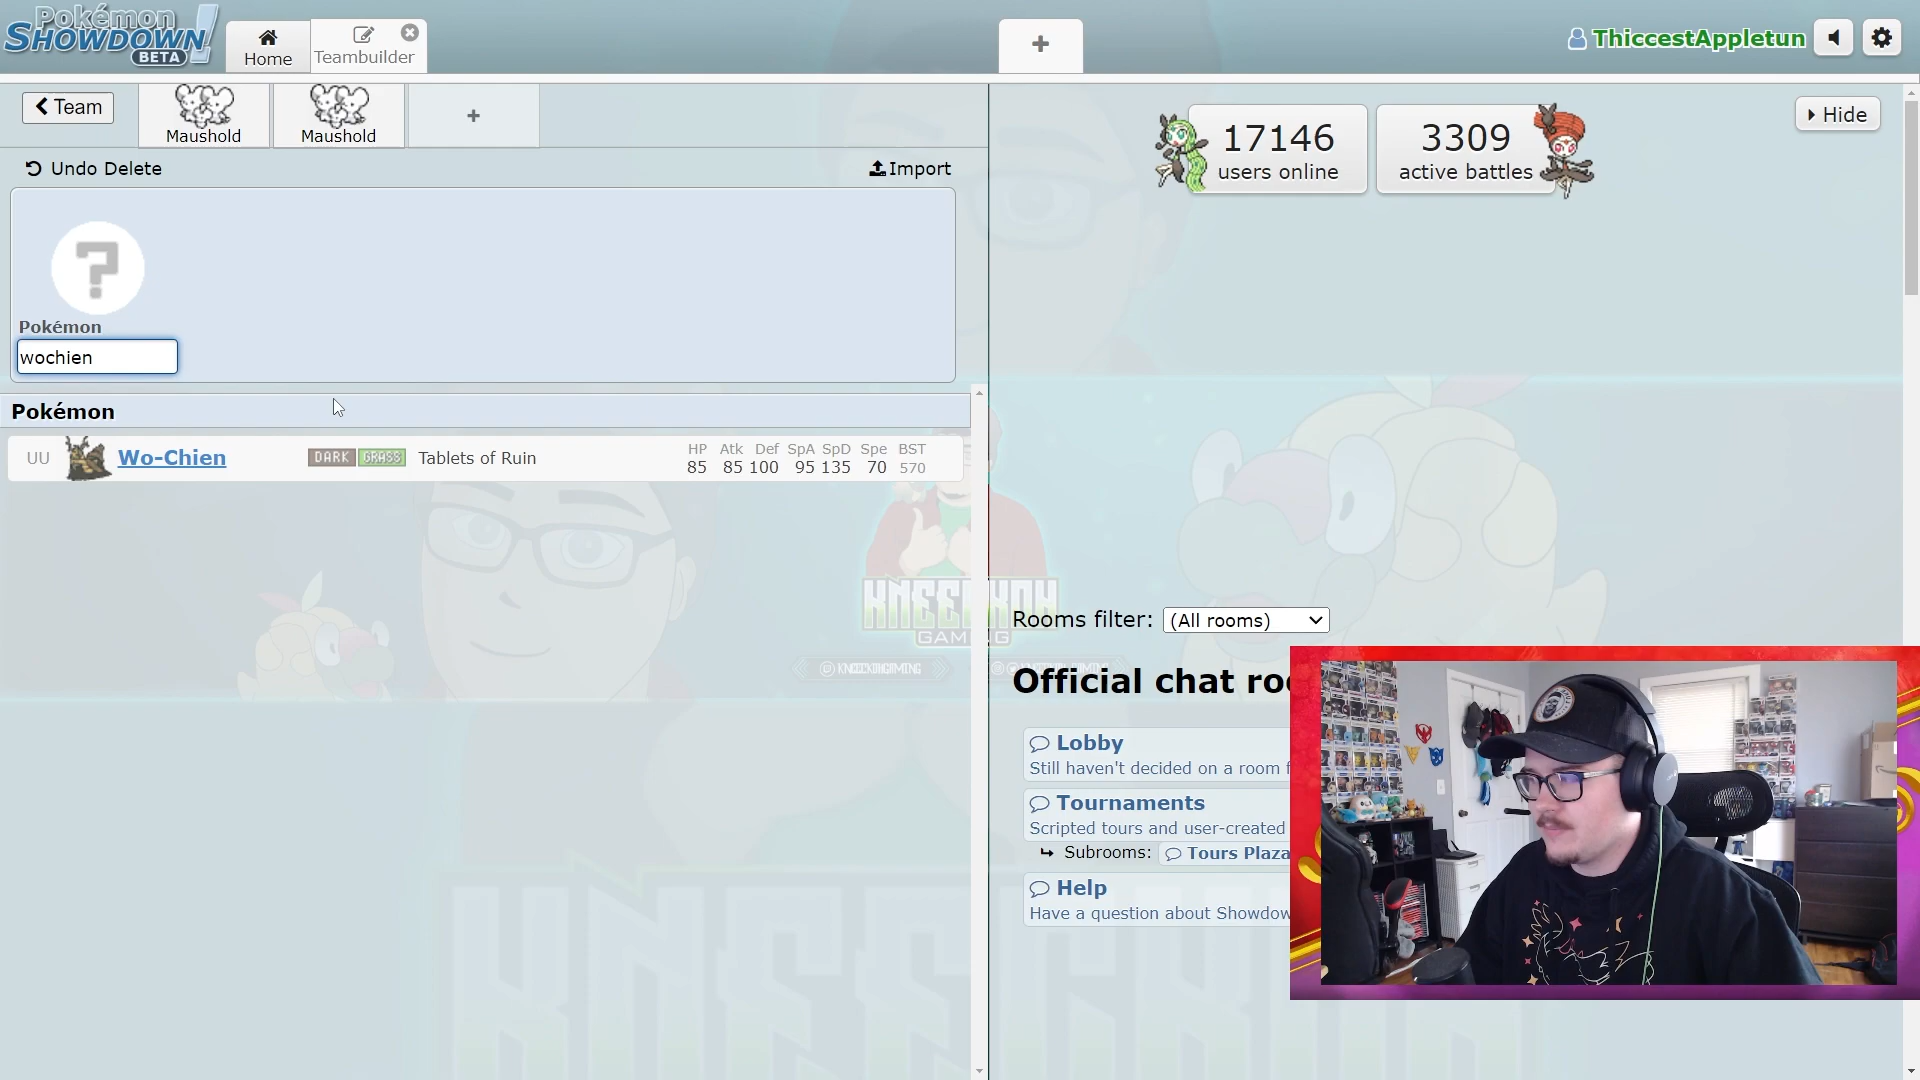 Pokémon
SHOWDOWN!
BETA
Home
Teambuilder
+
ThiccestAppletun
Team
Maushold
Maushold
+
Undo Delete
Import
?
Pokémon
wochien
Pokémon
UU
Wo-Chien
DARK GRASS
Tablets of Ruin
HP Atk Def SpA SpD Spe BST
85 85 100 95 135 70 570
17146
users online
3309
active battles
Hide
Rooms filter: (All rooms)
Official chat roo
Lobby
Still haven't decided on a room f
Tournaments
Scripted tours and user-created
Subrooms: Tours Plaza
Help
Have a question about Showdow
GAMING